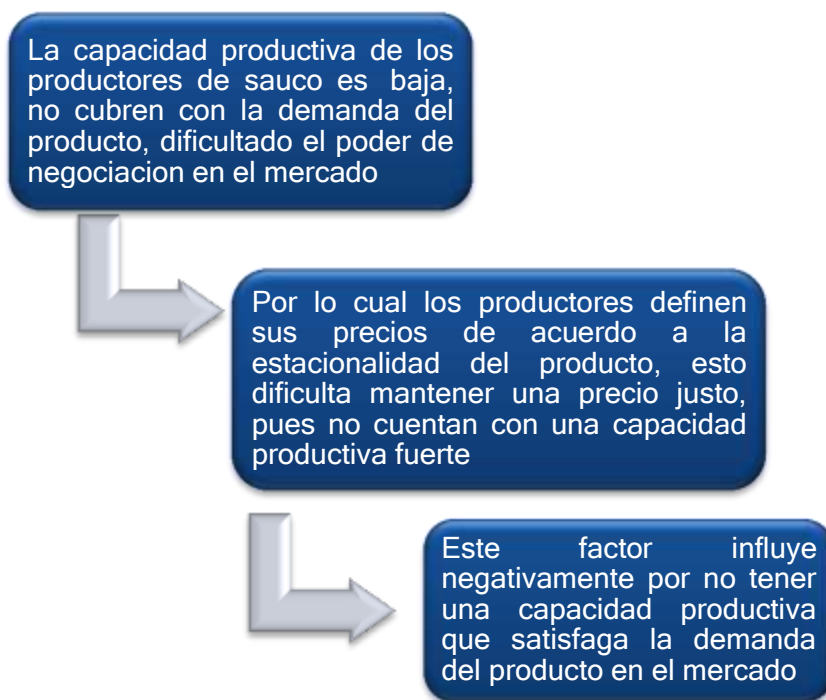 La capacidad productiva de los
productores de sauco es baja,
no cubren con la demanda del
producto, dificultado el poder de
negociacion en el mercado
Por lo cual los productores definen
sus precios de acuerdo a la
estacionalidad del producto, esto
dificulta mantener una precio justo,
pues no cuentan con una capacidad
productiva fuerte
Este factor influye
negativamente por no tener
una capacidad productiva
que satisfaga la demanda
del producto en el mercado